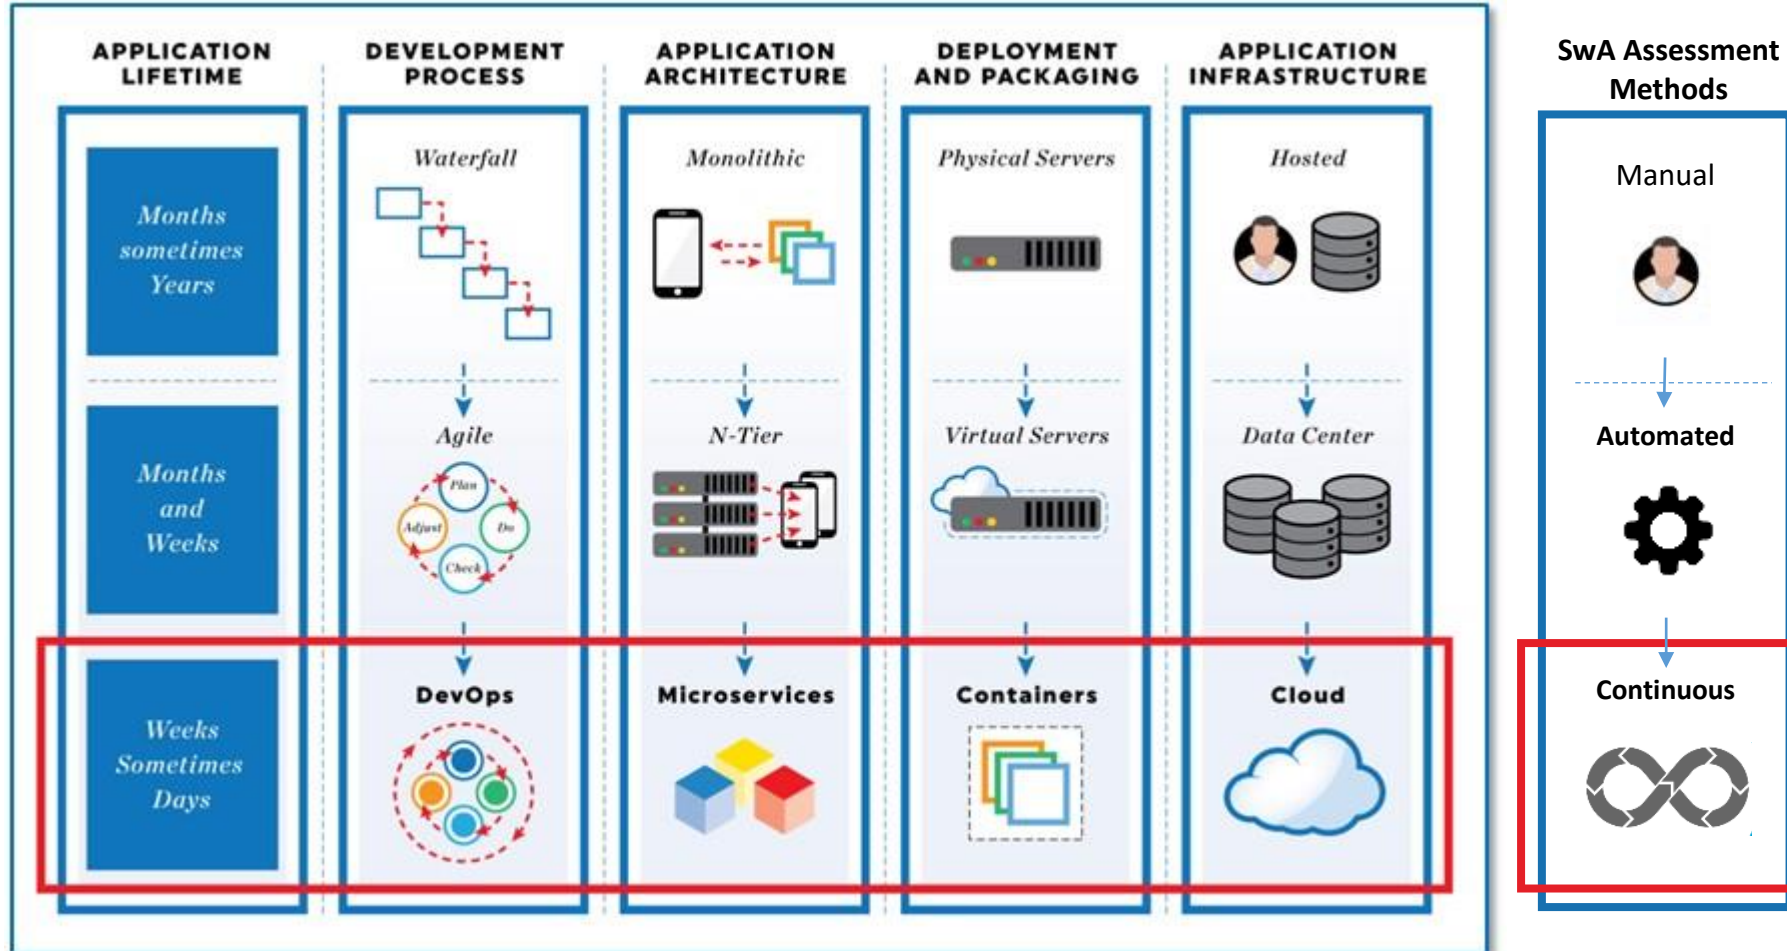 APPLICATION
LIFETIME
DEVELOPMENT
PROCESS
APPLICATION
ARCHITECTURE
DEPLOYMENT
AND PACKAGING
APPLICATION
INFRASTRUCTURE
SwA Assessment
Methods
Months
sometimes
Years
Waterfall
Monolithic
Physical Servers
Hosted
Manual
Months
and
Weeks
Agile
Plan
Do
Check
Adjust
N-Tier
Virtual Servers
Data Center
Automated
Weeks
Sometimes
Days
DevOps
Microservices
Containers
Cloud
Continuous